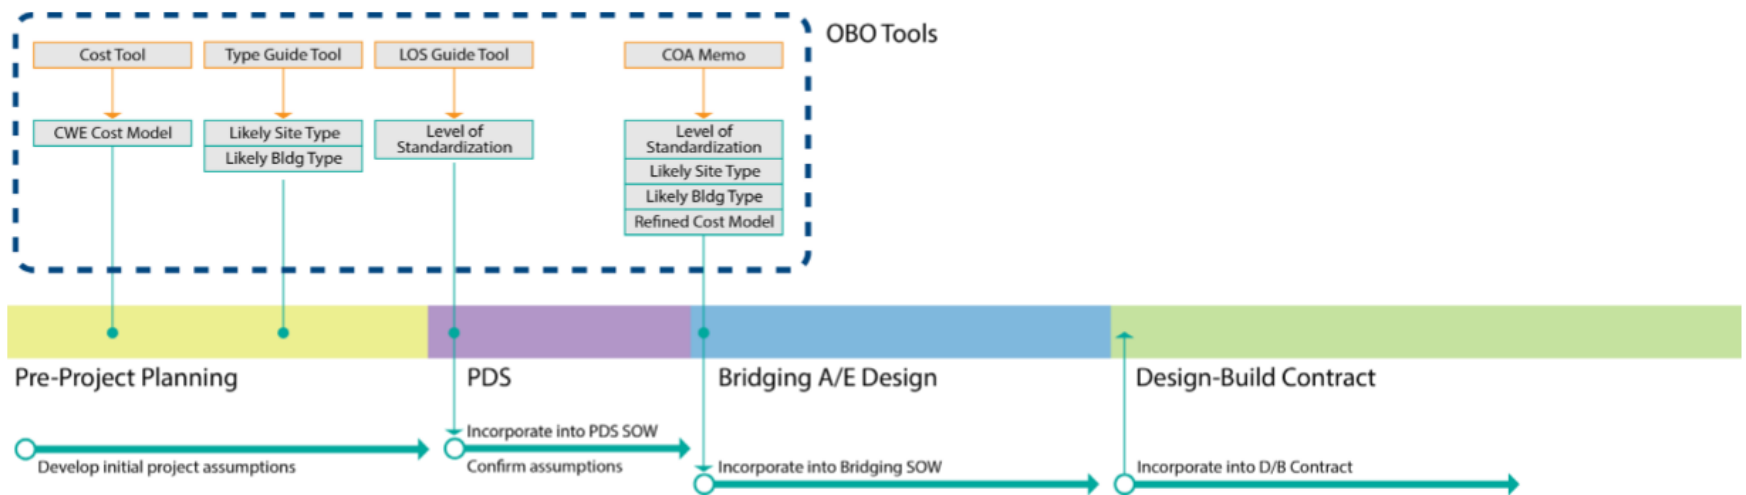 OBO Tools
Cost Tool
Type Guide Tool
LOS Guide Tool
COA Memo
CWE Cost Model
Likely Site Type
Likely Bldg Type
Level of
Standardization
Level of
Standardization
Likely Site Type
Likely Bldg Type
Refined Cost Model
Pre-Project Planning
PDS
Bridging A/E Design
Design-Build Contract
Develop initial project assumptions
Incorporate into PDS SOW
Confirm assumptions
Incorporate into Bridging SOW
Incorporate into D/B Contract